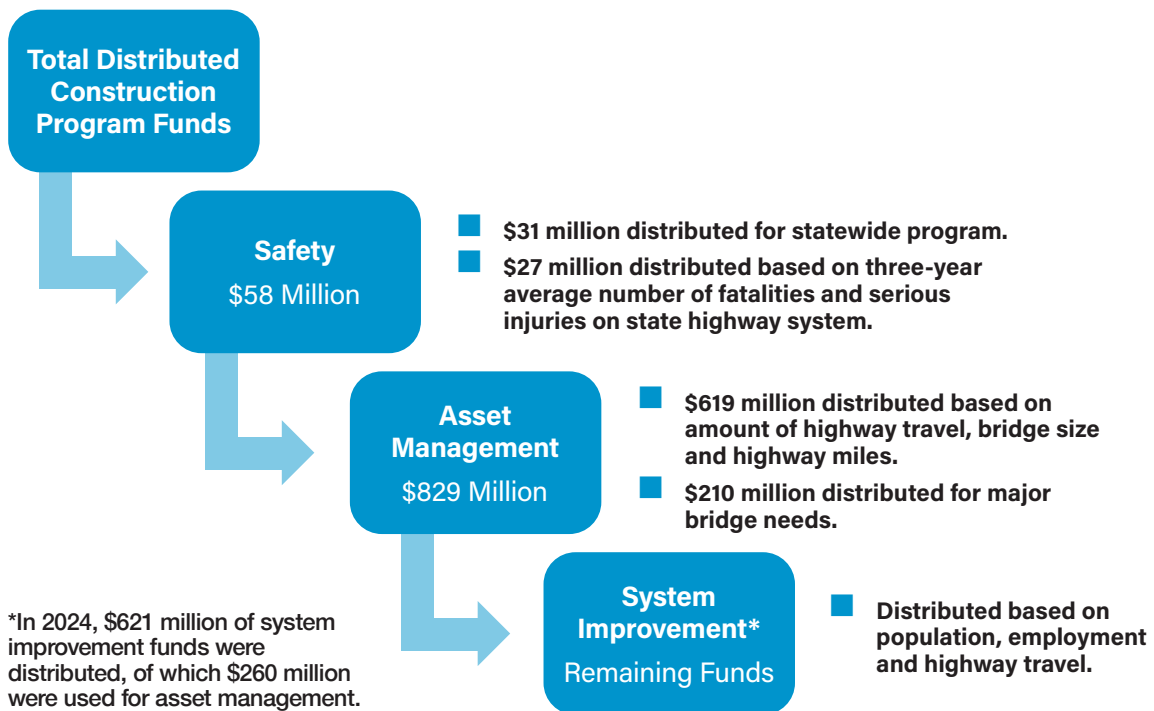 Total Distributed
Construction
Program Funds
Safety
$58 Million
$31 million distributed for statewide program.
$27 million distributed based on three-year
average number of fatalities and serious
injuries on state highway system.
Asset
Management
$829 Million
$619 million distributed based on
amount of highway travel, bridge size
and highway miles.
$210 million distributed for major
bridge needs.
System
Improvement*
Remaining Funds
Distributed based on
population, employment
and highway travel.
*In 2024, $621 million of system
improvement funds were
distributed, of which $260 million
were used for asset management.